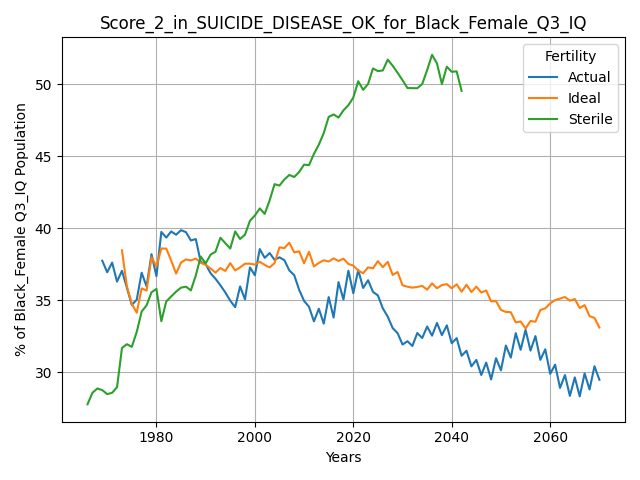 Score_2_in_SUICIDE_DISEASE_OK_for_Black_Female_Q3_IQ
Fertility
Actual
Ideal
Sterile
% of Black_Female Q3_IQ Population
50
45
40
35
30
1980
2000
2020
2040
2060
Years